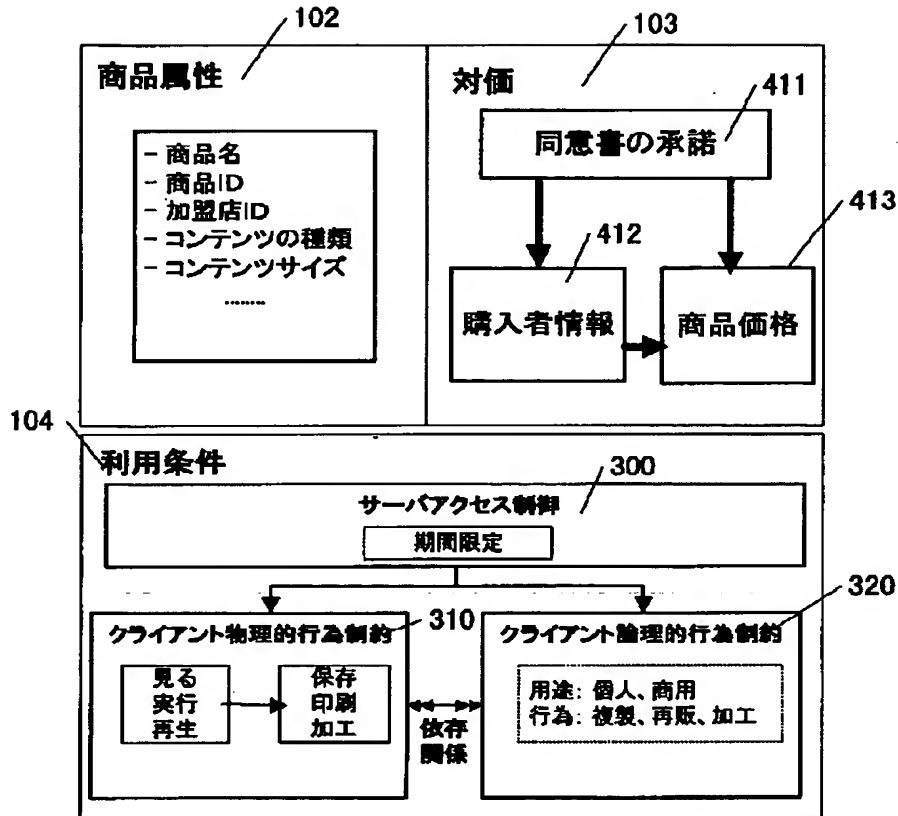 102
103
商品属性
- 商品名
- 商品ID
- 加盟店ID
- コンテンツの種類
- コンテンツサイズ
........
対価
411
同意書の承諾
412
413
購入者情報
商品価格
104
利用条件
300
サーバアクセス制御
期間限定
310
クライアント物理的行為制約
見る
実行
再生
保存
印刷
加工
依存
関係
320
クライアント論理的行為制約
用途: 個人、商用
行為: 複製、再販、加工